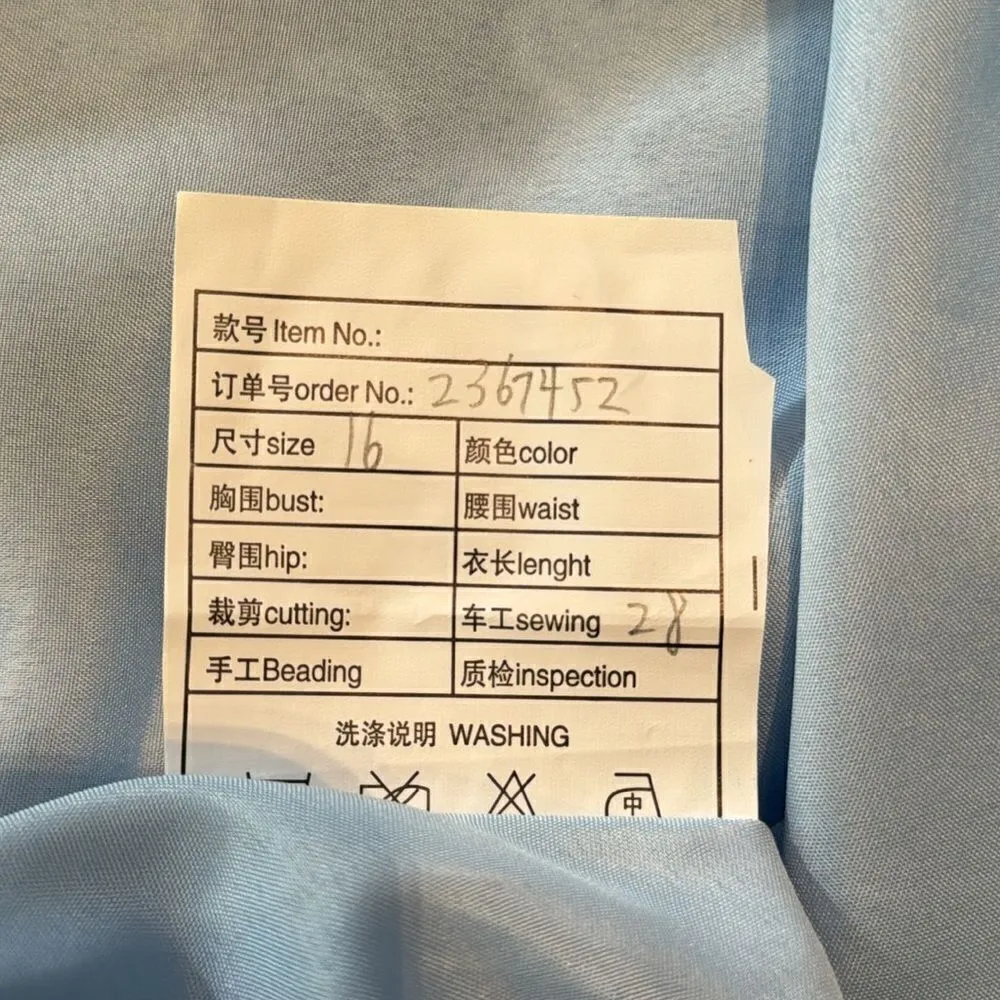 款号 Item No.:
订单号order No.: 2367452
尺寸size 16 颜色color
胸围bust: 腰围waist
臀围hip: 衣长lenght
裁剪cutting: 车工sewing 28
手工Beading 质检inspection
洗涤说明 WASHING
中